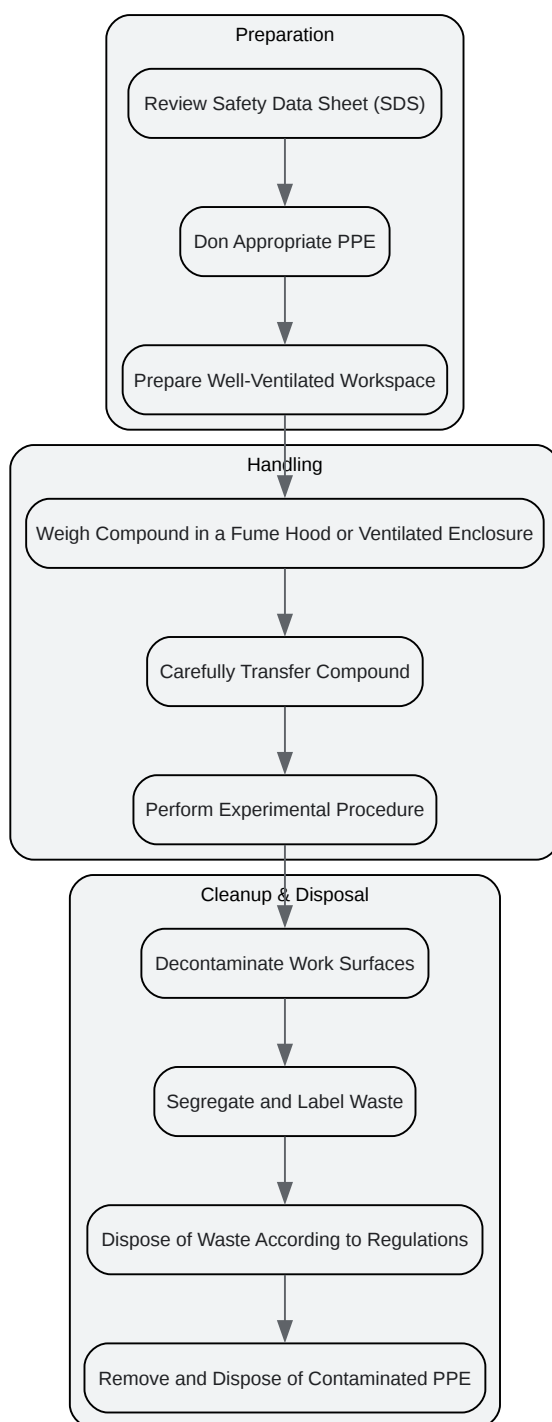 Preparation
Review Safety Data Sheet (SDS)
Don Appropriate PPE
Prepare Well-Ventilated Workspace
Handling
Weigh Compound in a Fume Hood or Ventilated Enclosure
Carefully Transfer Compound
Perform Experimental Procedure
Cleanup & Disposal
Decontaminate Work Surfaces
Segregate and Label Waste
Dispose of Waste According to Regulations
Remove and Dispose of Contaminated PPE